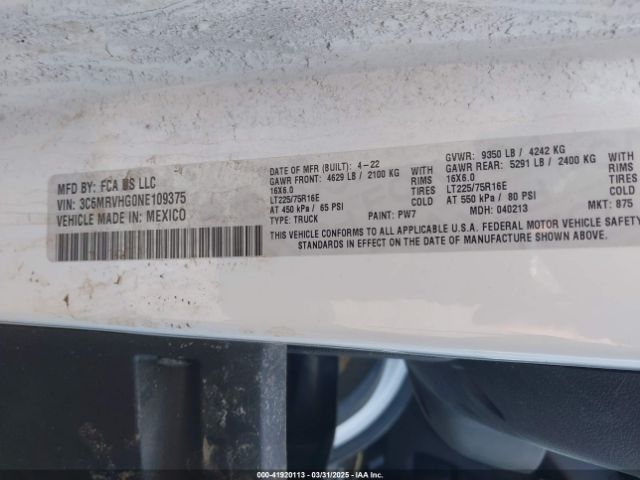 MFD BY: FCA US LLC
VIN: 3C6MRVHG0NE109375
VEHICLE MADE IN: MEXICO
DATE OF MFR (BUILT): 4-22
GAWR FRONT: 4629 LB / 2100 KG WITH
16X6.0 RIMS
LT225/75R16E TIRES
AT 450 kPa / 65 PSI COLD
TYPE: TRUCK PAINT: PW7
GVWR: 9350 LB / 4242 KG
GAWR REAR: 5291 LB / 2400 KG WITH
16X6.0 RIMS
LT225/75R16E TIRES
AT 550 kPa / 80 PSI COLD
MDH: 040213 MKT: 875
THIS VEHICLE CONFORMS TO ALL APPLICABLE U.S.A. FEDERAL MOTOR VEHICLE SAFETY
STANDARDS IN EFFECT ON THE DATE OF MANUFACTURE SHOWN ABOVE.
000-41920113 - 03/31/2025 - IAAI.com